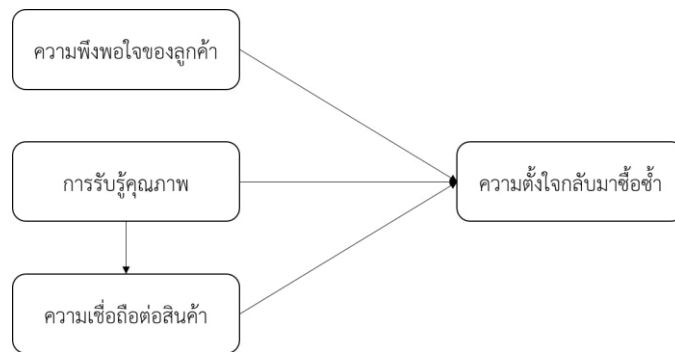 ความพึงพอใจของลูกค้า
การรับรู้คุณภาพ
ความตั้งใจกลับมาซื้อซ้ำ
ความเชื่อถือต่อสินค้า